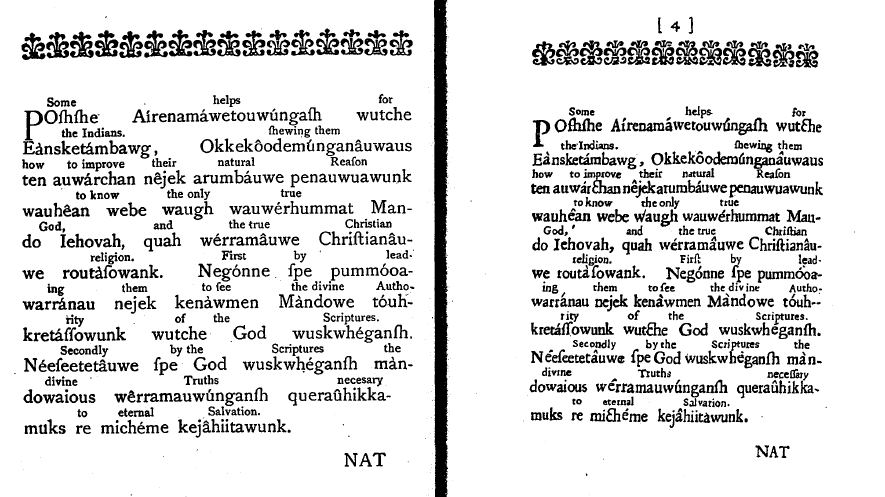 Some helps for
POſhſhe Aírenamáwetouwúngaſh wutche
the Indians. ſhewing them
Eànsketámbawg, Okkekôodemúnganâuwaus
how to improve their natural Reaſon
ten auwárchan nêjek arumbáuwe penauwuawunk
to know the only true
wauhêan webe waugh wauwérhummat Man-
God, and the true Christian
do Iehovah, quah wérramâuwe Chriſtianâu-
religion. First by lead-
we routàſowank. Negónne ſpe pummóoa-
ing them to ſee the divine Autho-
warránau nejek kenàwmen Màndowe tóuh-
rity of the Scriptures.
kretáſſowunk wutche God wuskwhéganſh.
Secondly by the Scriptures the
Néeſeetetâuwe ſpe God wuskwhéganſh màn-
divine Truths necesary
dowaious wêrramauwúnganſh queraûhikka-
to eternal Salvation.
muks re michéme kejâhiitawunk.
NAT
[ 4 ]
Some helps for
POſhſhe Aírenamáwetouwúngaſh wutche
the Indians. ſhewing them
Eànsketámbawg, Okkekôodemúnganâuwaus
how to improve their natural Reaſon
ten auwárchan nêjek arumbáuwe penauwuawunk
to know the only true
wauhêan webe waugh wauwérhummat Man-
God, and the true Chriſtian
do Iehovah, quah wérramâuwe Chriſtianâu-
religion. Firſt by lead-
we routàſowank. Negónne ſpe pummóoa-
ing them to ſee the divine Autho-
warránau nejek kenàwmen Màndowe tóuh--
rity of the Scriptures.
kretáſſowunk wutche God wuskwhéganſh.
Secondly by the Scriptures the
Néeſeetetâuwe ſpe God wuskwhéganſh màn-
divine Truths neceſſary
dowaious wérramauwúnganſh queraûhikka-
to eternal Salvation.
muks re michéme kejâhiitawunk.
NAT